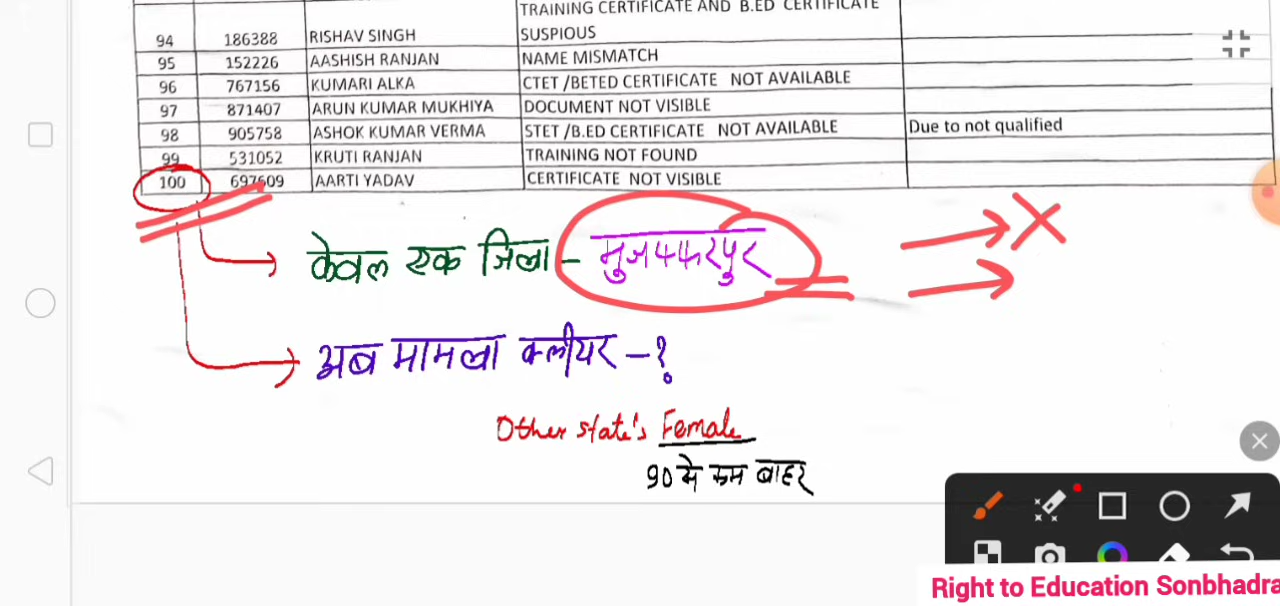 TRAINING CERTIFICATE AND B.ED CERTIFICATE
94 186388 RISHAV SINGH SUSPIOUS
95 152226 AASHISH RANJAN NAME MISMATCH
96 767156 KUMARI ALKA CTET /BETED CERTIFICATE NOT AVAILABLE
97 871407 ARUN KUMAR MUKHIYA DOCUMENT NOT VISIBLE
98 905758 ASHOK KUMAR VERMA STET /B.ED CERTIFICATE NOT AVAILABLE Due to not qualified
99 531052 KRUTI RANJAN TRAINING NOT FOUND
100 697609 AARTI YADAV CERTIFICATE NOT VISIBLE
केवल एक जिला - मुजफ्फरपुर
अब मामला क्लीयर - ?
Other state's Female
90 से कम बाहर
Right to Education Sonbhadra